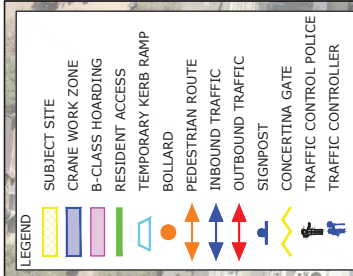 LEGEND
SUBJECT SITE
CRANE WORK ZONE
B-CLASS HOARDING
RESIDENT ACCESS
TEMPORARY KERB RAMP
BOLLARD
PEDESTRIAN ROUTE
INBOUND TRAFFIC
OUTBOUND TRAFFIC
SIGNPOST
CONCERTINA GATE
TRAFFIC CONTROL POLICE
TRAFFIC CONTROLLER